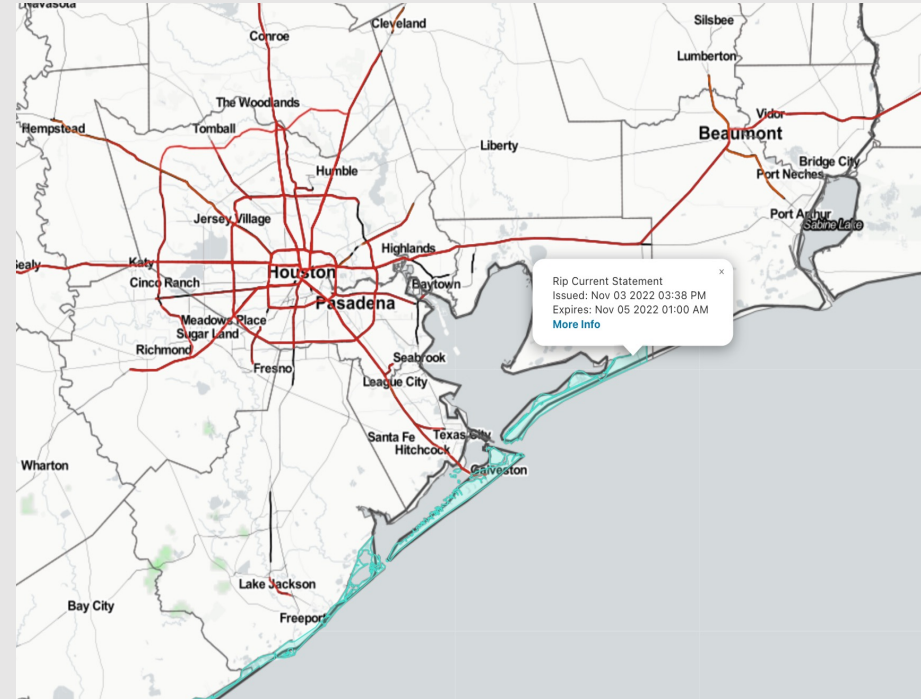 Navasota
Cleveland
Conroe
Silsbee
Lumberton
The Woodlands
Vidor
Hempstead
Tomball
Beaumont
Liberty
Bridge City
Humble
Port Neches
Port Arthur
Jersey Village
Sabine Lake
Highlands
Sealy
Katy
Houston
Cinco Ranch
Baytown
×
Rip Current Statement
Issued: Nov 03 2022 03:38 PM
Expires: Nov 05 2022 01:00 AM
More Info
Pasadena
Meadows Place
Sugar Land
Richmond
Seabrook
Fresno
League City
Santa Fe
Texas City
Hitchcock
Wharton
Galveston
Lake Jackson
Bay City
Freeport